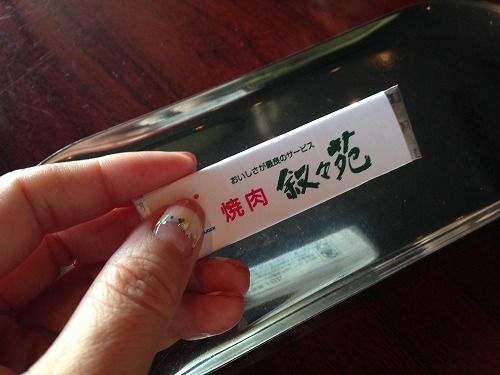 おいしさが最良のサービス
焼肉 叙々苑